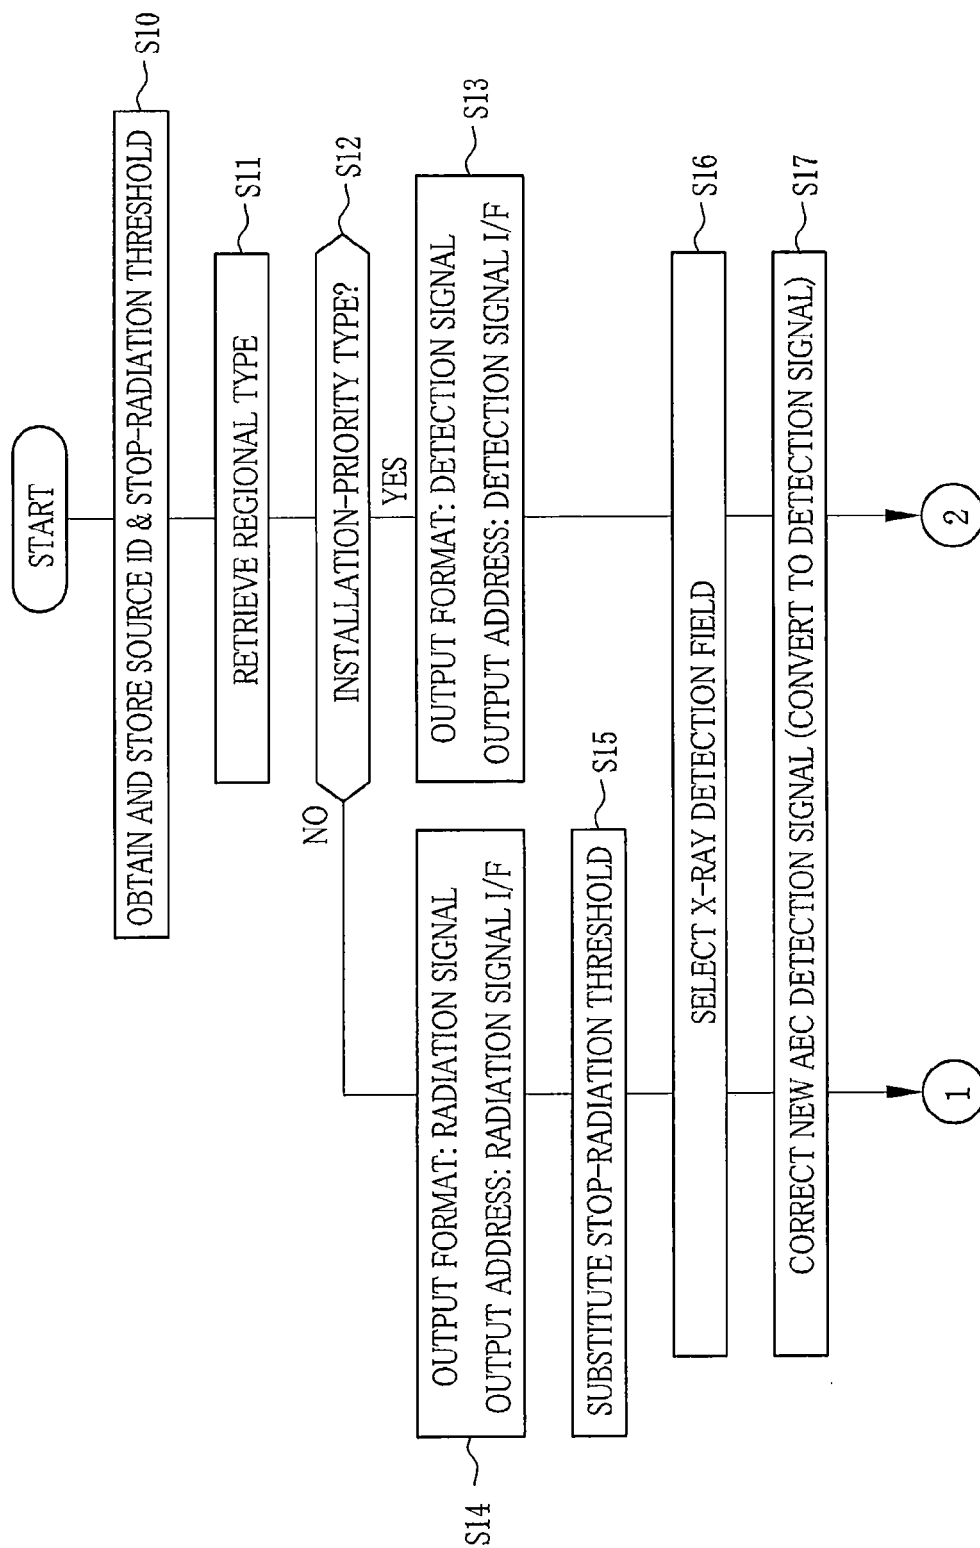 START
OBTAIN AND STORE SOURCE ID & STOP-RADIATION THRESHOLD
S10
RETRIEVE REGIONAL TYPE
S11
INSTALLATION-PRIORITY TYPE?
S12
NO
YES
OUTPUT FORMAT: DETECTION SIGNAL
OUTPUT ADDRESS: DETECTION SIGNAL I/F
S13
S14
OUTPUT FORMAT: RADIATION SIGNAL
OUTPUT ADDRESS: RADIATION SIGNAL I/F
SUBSTITUTE STOP-RADIATION THRESHOLD
S15
SELECT X-RAY DETECTION FIELD
S16
CORRECT NEW AEC DETECTION SIGNAL (CONVERT TO DETECTION SIGNAL)
S17
1
2